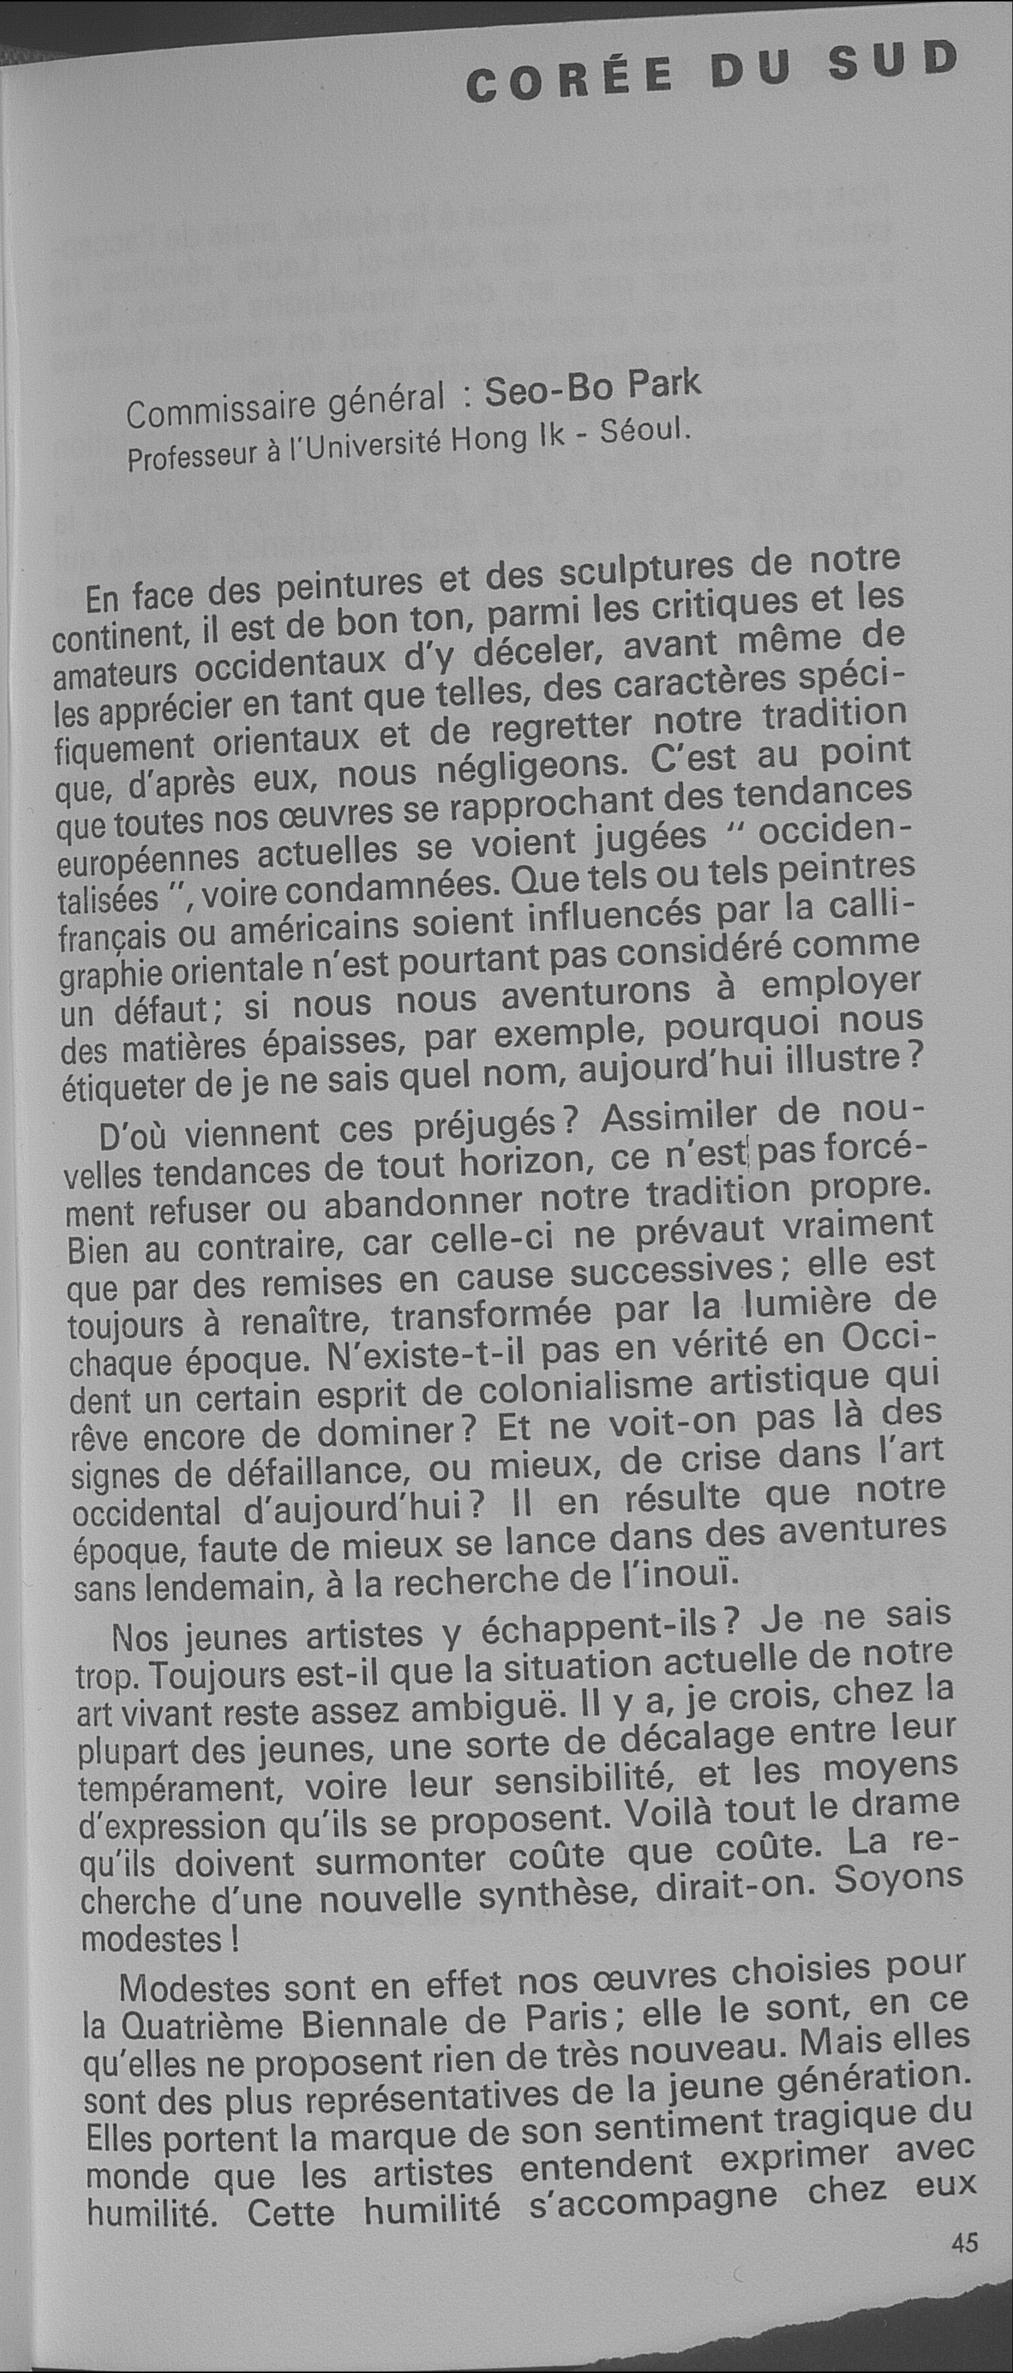 CORÉE DU SUD
Commissaire général : Seo-Bo Park
Professeur à l'Université Hong Ik - Séoul.
En face des peintures et des sculptures de notre
continent, il est de bon ton, parmi les critiques et les
amateurs occidentaux d'y déceler, avant même de
les apprécier en tant que telles, des caractères spéci-
fiquement orientaux et de regretter notre tradition
que, d'après eux, nous négligeons. C'est au point
que toutes nos œuvres se rapprochant des tendances
européennes actuelles se voient jugées " occiden-
talisées ", voire condamnées. Que tels ou tels peintres
français ou américains soient influencés par la calli-
graphie orientale n'est pourtant pas considéré comme
un défaut; si nous nous aventurons à employer
des matières épaisses, par exemple, pourquoi nous
étiqueter de je ne sais quel nom, aujourd'hui illustre?
D'où viennent ces préjugés? Assimiler de nou-
velles tendances de tout horizon, ce n'est pas forcé-
ment refuser ou abandonner notre tradition propre.
Bien au contraire, car celle-ci ne prévaut vraiment
que par des remises en cause successives; elle est
toujours à renaître, transformée par la lumière de
chaque époque. N'existe-t-il pas en vérité en Occi-
dent un certain esprit de colonialisme artistique qui
rêve encore de dominer? Et ne voit-on pas là des
signes de défaillance, ou mieux, de crise dans l'art
occidental d'aujourd'hui? Il en résulte que notre
époque, faute de mieux se lance dans des aventures
sans lendemain, à la recherche de l'inouï.
Nos jeunes artistes y échappent-ils? Je ne sais
trop. Toujours est-il que la situation actuelle de notre
art vivant reste assez ambiguë. Il y a, je crois, chez la
plupart des jeunes, une sorte de décalage entre leur
tempérament, voire leur sensibilité, et les moyens
d'expression qu'ils se proposent. Voilà tout le drame
qu'ils doivent surmonter coûte que coûte. La re-
cherche d'une nouvelle synthèse, dirait-on. Soyons
modestes!
Modestes sont en effet nos œuvres choisies pour
la Quatrième Biennale de Paris; elle le sont, en ce
qu'elles ne proposent rien de très nouveau. Mais elles
sont des plus représentatives de la jeune génération.
Elles portent la marque de son sentiment tragique du
monde que les artistes entendent exprimer avec
humilité. Cette humilité s'accompagne chez eux
45